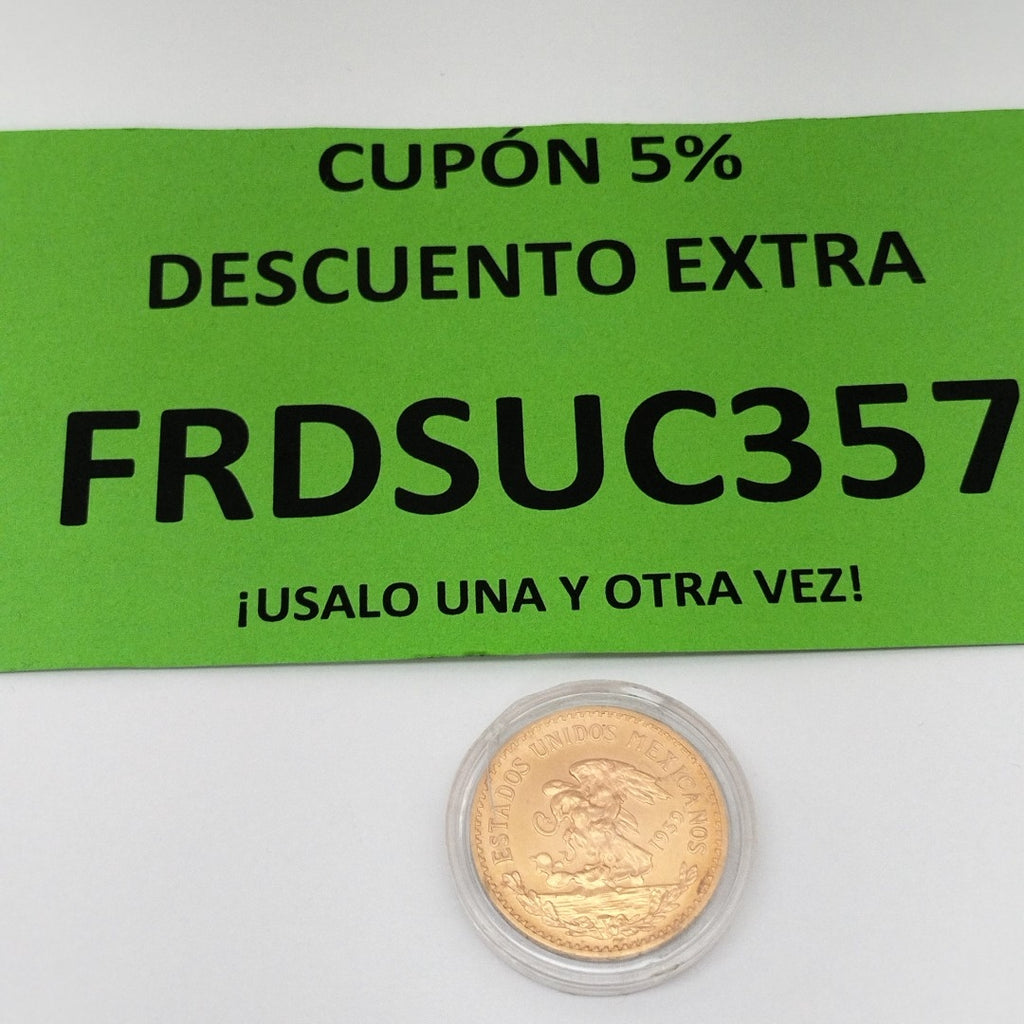 CUPÓN 5%
DESCUENTO EXTRA
FRDSUC357
¡USALO UNA Y OTRA VEZ!
ESTADOS UNIDOS MEXICANOS
1959